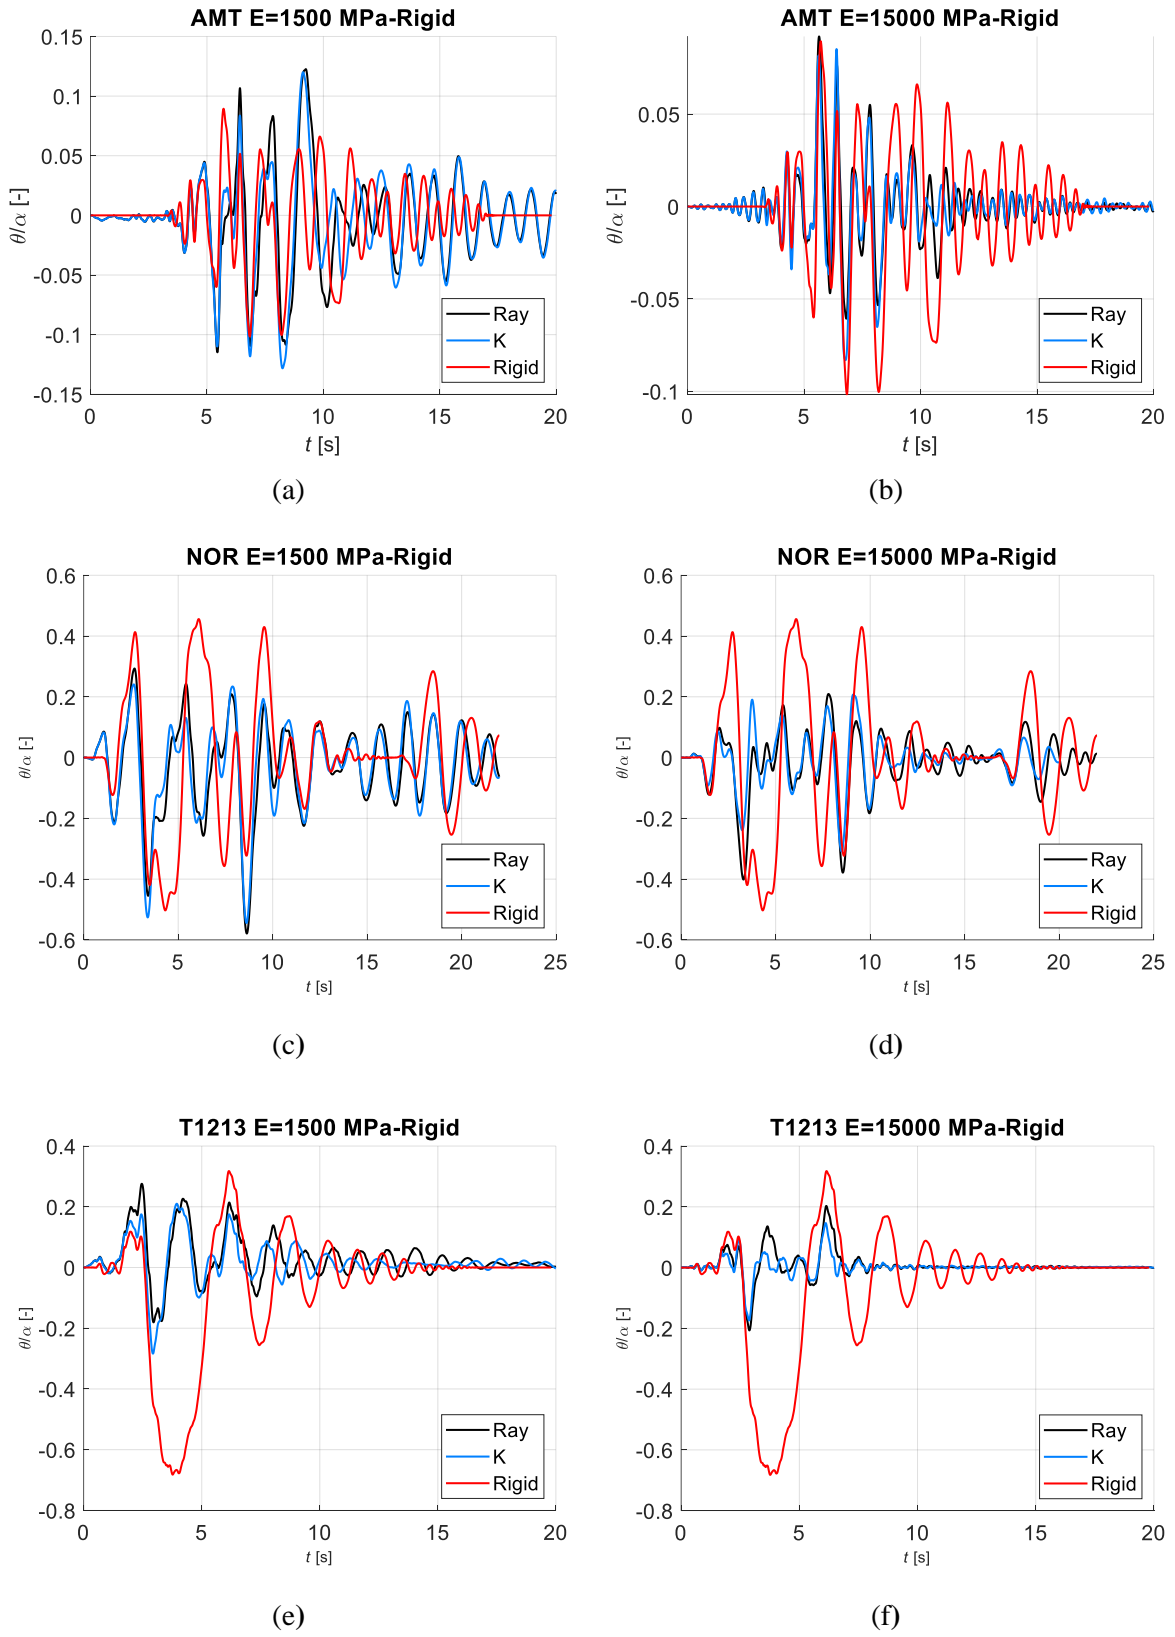 AMT E=1500 MPa-Rigid
0.15
0.1
0.05
0
-0.05
-0.1
-0.15
θ/α [-]
Ray
K
Rigid
0 5 10 15 20
t [s]
(a)
AMT E=15000 MPa-Rigid
0.05
0
-0.05
-0.1
θ/α [-]
Ray
K
Rigid
0 5 10 15 20
t [s]
(b)
NOR E=1500 MPa-Rigid
0.6
0.4
0.2
0
-0.2
-0.4
-0.6
θ/α [-]
Ray
K
Rigid
0 5 10 15 20 25
t [s]
(c)
NOR E=15000 MPa-Rigid
0.6
0.4
0.2
0
-0.2
-0.4
-0.6
θ/α [-]
Ray
K
Rigid
0 5 10 15 20 25
t [s]
(d)
T1213 E=1500 MPa-Rigid
0.4
0.2
0
-0.2
-0.4
-0.6
-0.8
θ/α [-]
Ray
K
Rigid
0 5 10 15 20
t [s]
(e)
T1213 E=15000 MPa-Rigid
0.4
0.2
0
-0.2
-0.4
-0.6
-0.8
θ/α [-]
Ray
K
Rigid
0 5 10 15 20
t [s]
(f)